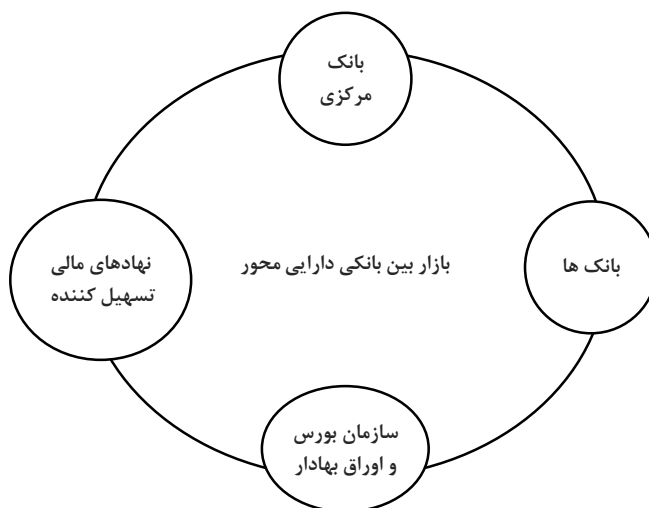 بانک
مرکزی
بانک ها
بازار بین بانکی دارایی محور
نهادهای مالی
تسهیل کننده
سازمان بورس
و اوراق بهادار